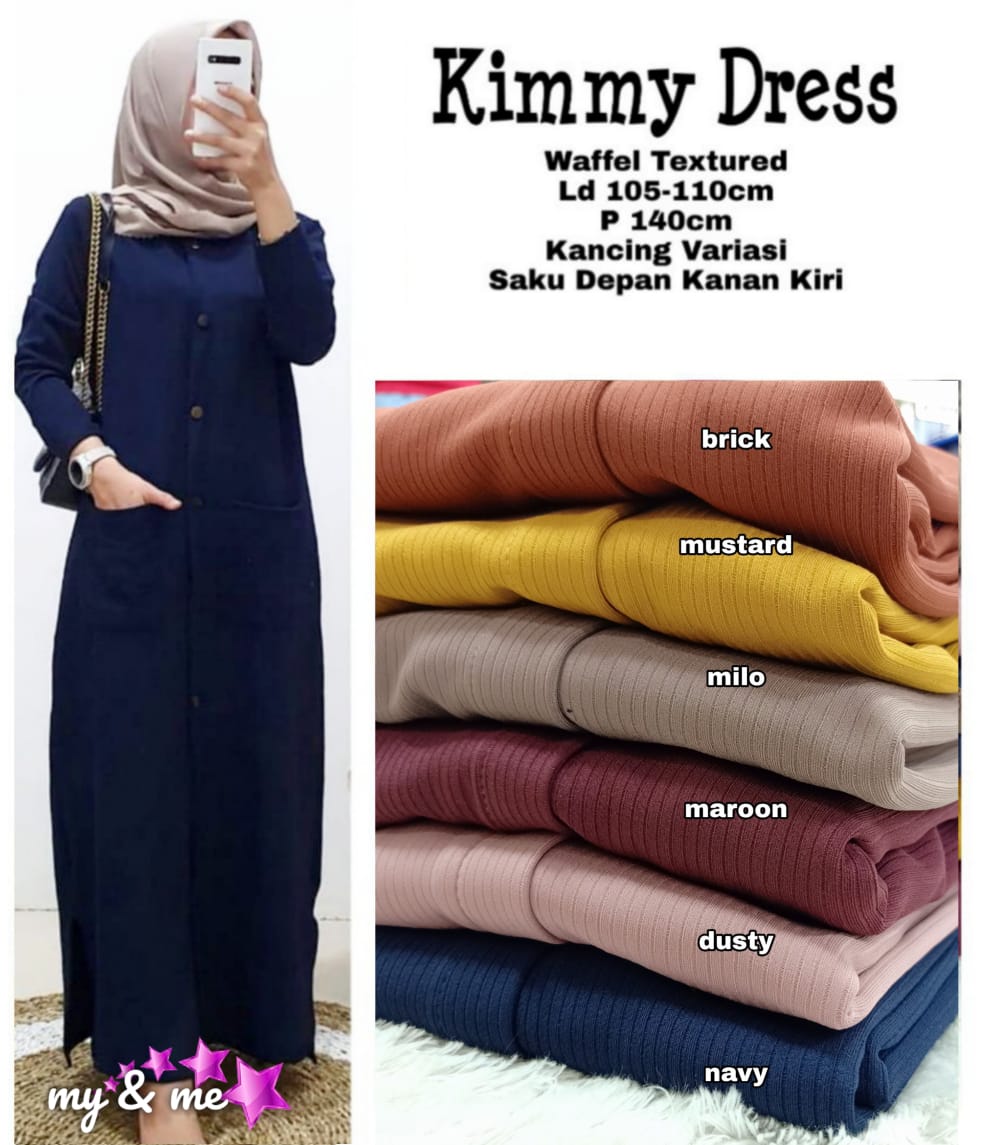 Kimmy Dress
Waffel Textured
Ld 105-110cm
P 140cm
Kancing Variasi
Saku Depan Kanan Kiri
brick
mustard
milo
maroon
dusty
navy
my & me